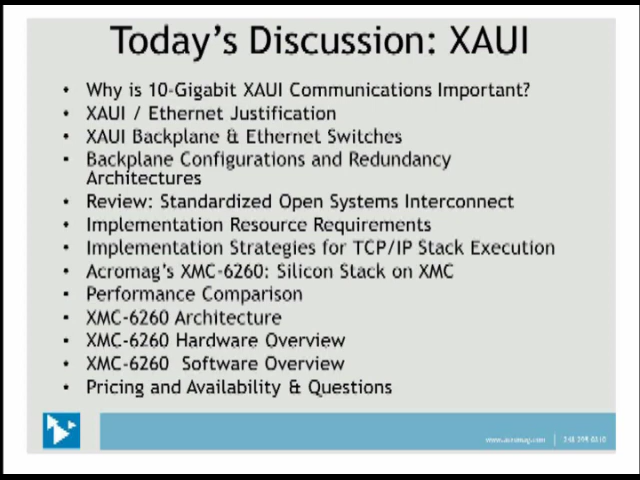 Today's Discussion: XAUI
• Why is 10-Gigabit XAUI Communications Important?
• XAUI / Ethernet Justification
• XAUI Backplane & Ethernet Switches
• Backplane Configurations and Redundancy
Architectures
• Review: Standardized Open Systems Interconnect
• Implementation Resource Requirements
• Implementation Strategies for TCP/IP Stack Execution
• Acromag's XMC-6260: Silicon Stack on XMC
• Performance Comparison
• XMC-6260 Architecture
• XMC-6260 Hardware Overview
• XMC-6260 Software Overview
• Pricing and Availability & Questions
www.acromag.com